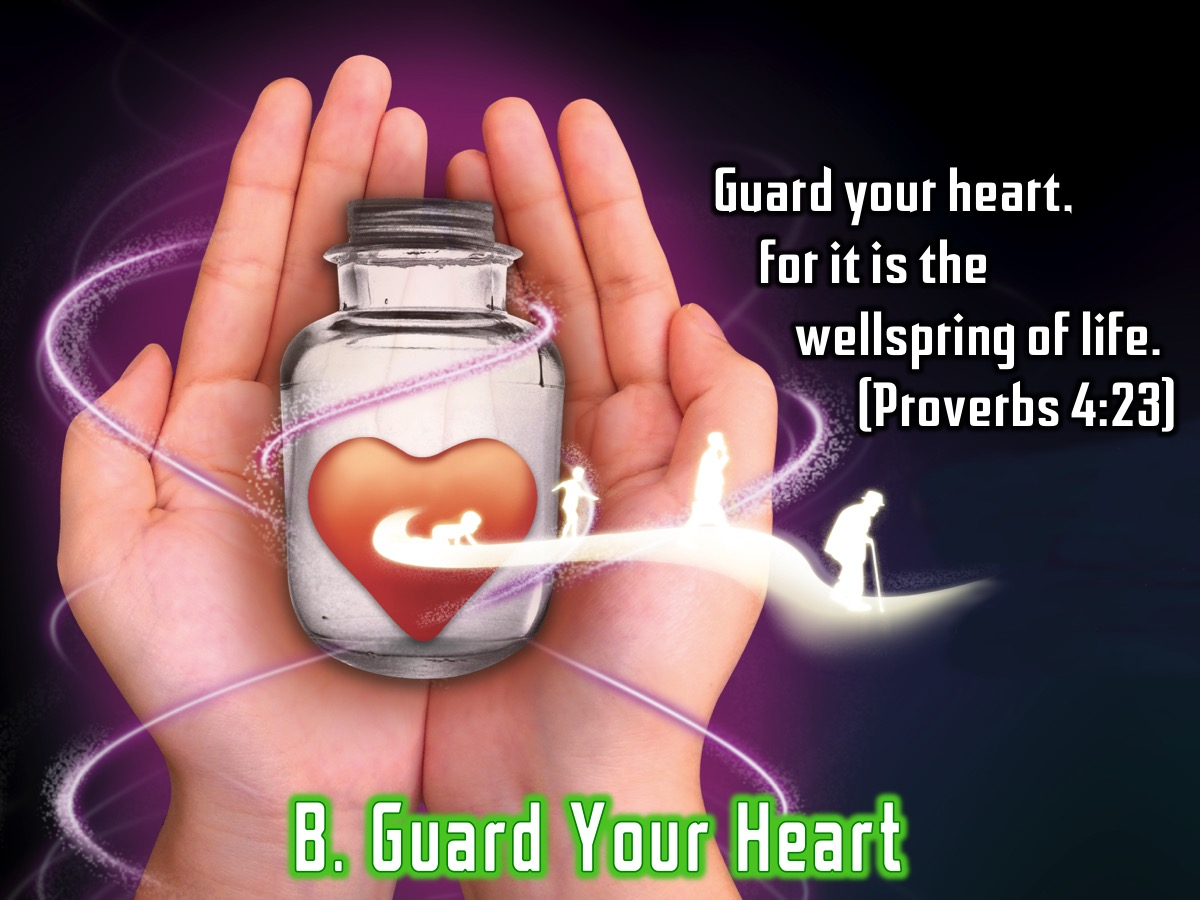 Guard your heart.
For it is the
wellspring of life.
(Proverbs 4:23)
B. Guard Your Heart